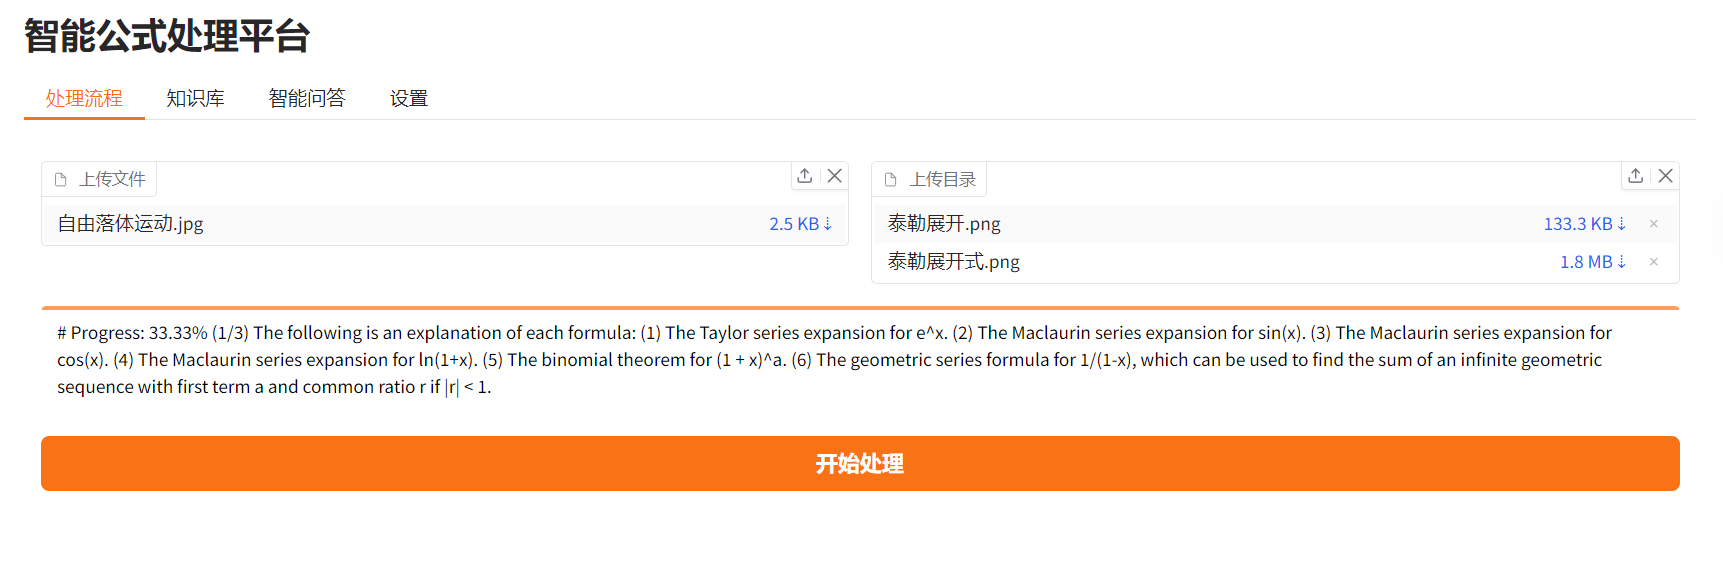 智能公式处理平台
处理流程 知识库 智能问答 设置
上传文件
自由落体运动.jpg 2.5 KB ⇣
上传目录
泰勒展开.png 133.3 KB ⇣ ×
泰勒展开式.png 1.8 MB ⇣ ×
# Progress: 33.33% (1/3) The following is an explanation of each formula: (1) The Taylor series expansion for e^x. (2) The Maclaurin series expansion for sin(x). (3) The Maclaurin series expansion for
cos(x). (4) The Maclaurin series expansion for ln(1+x). (5) The binomial theorem for (1 + x)^a. (6) The geometric series formula for 1/(1-x), which can be used to find the sum of an infinite geometric
sequence with first term a and common ratio r if |r| < 1.
开始处理